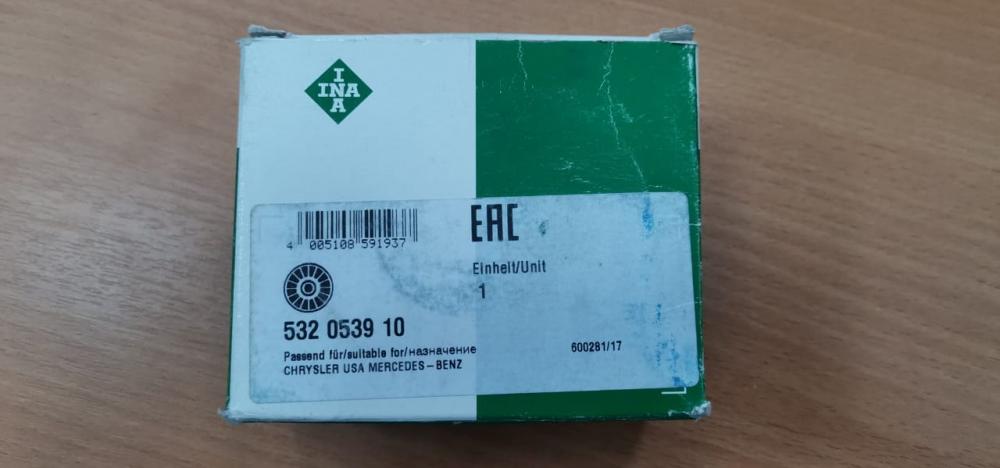 I
INA
A
EAC
4 005108 591937
Einheit/Unit
1
532 0539 10
Passend für/suitable for/назначение
600281/17
CHRYSLER USA MERCEDES-BENZ